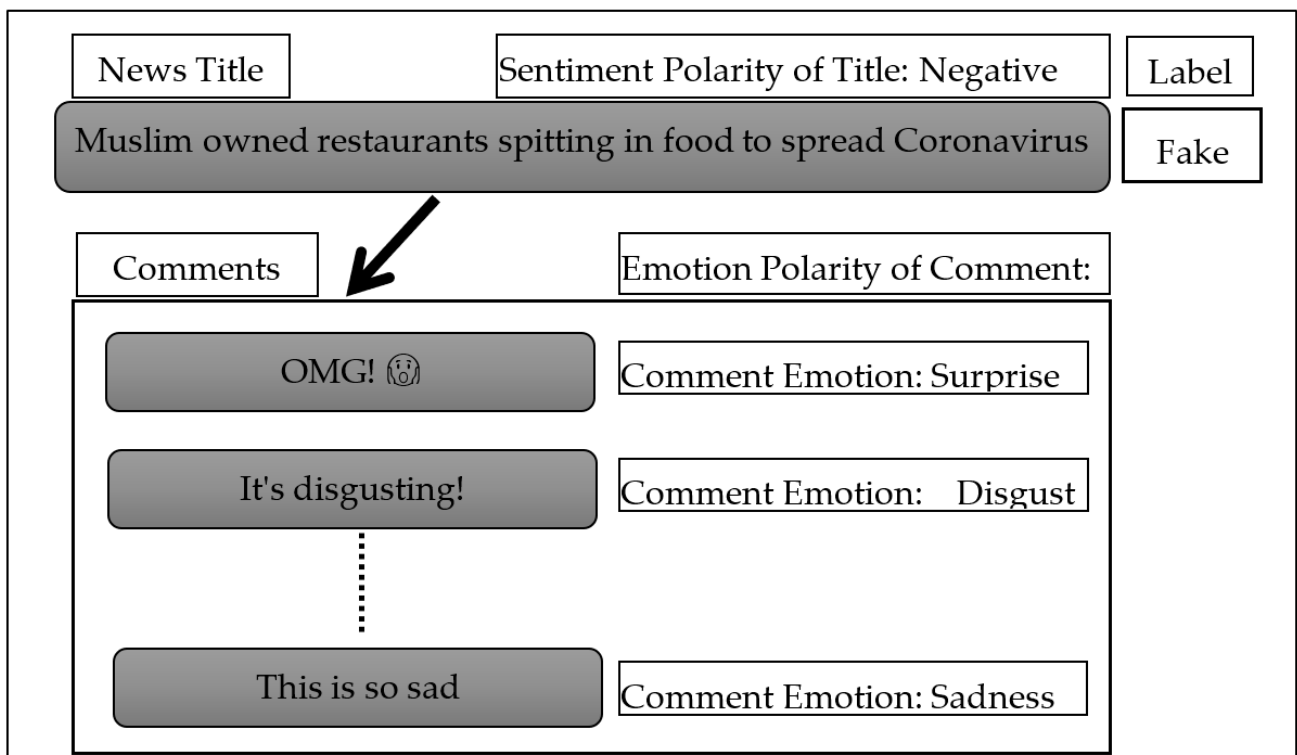 News Title
Sentiment Polarity of Title: Negative
Label
Muslim owned restaurants spitting in food to spread Coronavirus
Fake
Comments
Emotion Polarity of Comment:
OMG! 😱
Comment Emotion: Surprise
It's disgusting!
Comment Emotion: Disgust
This is so sad
Comment Emotion: Sadness